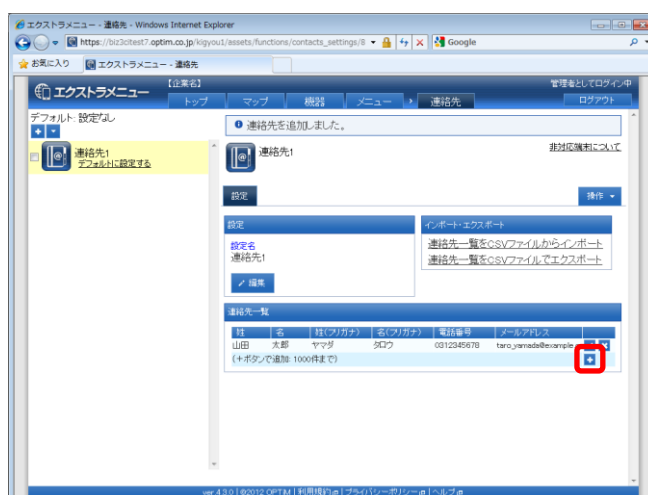 エクストラメニュー - 連絡先 - Windows Internet Explorer
https://biz3citest7.optim.co.jp/kigyou1/assets/functions/contacts_settings/8
Google
お気に入り
エクストラメニュー - 連絡先
エクストラメニュー
【企業名】
管理者としてログイン中
トップ
マップ
機器
メニュー
連絡先
ログアウト
デフォルト: 設定なし
連絡先1
デフォルトに設定する
連絡先を追加しました。
連絡先1
非対応端末について
設定
操作
設定
設定名
連絡先1
編集
インポート・エクスポート
連絡先一覧をCSVファイルからインポート
連絡先一覧をCSVファイルでエクスポート
連絡先一覧
姓 名 姓(フリガナ) 名(フリガナ) 電話番号 メールアドレス
山田 太郎 ヤマダ タロウ 0312345678 taro_yamada@example.
(+ボタンで追加: 1000件まで)
ver.4.3.0 | ©2012 OPTiM | 利用規約 | プライバシーポリシー | ヘルプ